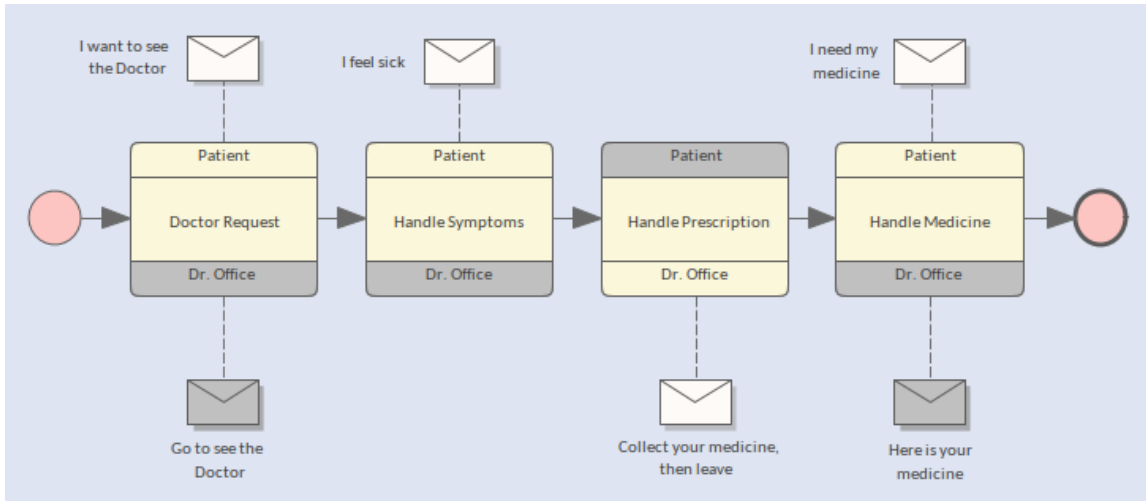 I want to see
the Doctor
I feel sick
I need my
medicine
Patient
Doctor Request
Dr. Office
Patient
Handle Symptoms
Dr. Office
Patient
Handle Prescription
Dr. Office
Patient
Handle Medicine
Dr. Office
Go to see the
Doctor
Collect your medicine,
then leave
Here is your
medicine